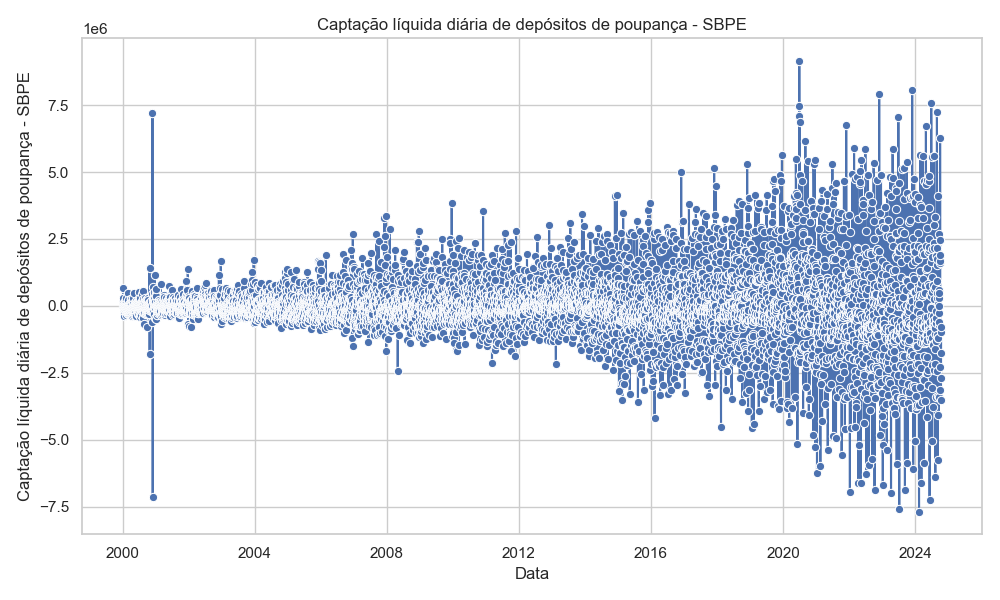 Captação líquida diária de depósitos de poupança - SBPE
1e6
7.5
5.0
2.5
0.0
−2.5
−5.0
−7.5
Captação líquida diária de depósitos de poupança - SBPE
2000 2004 2008 2012 2016 2020 2024
Data